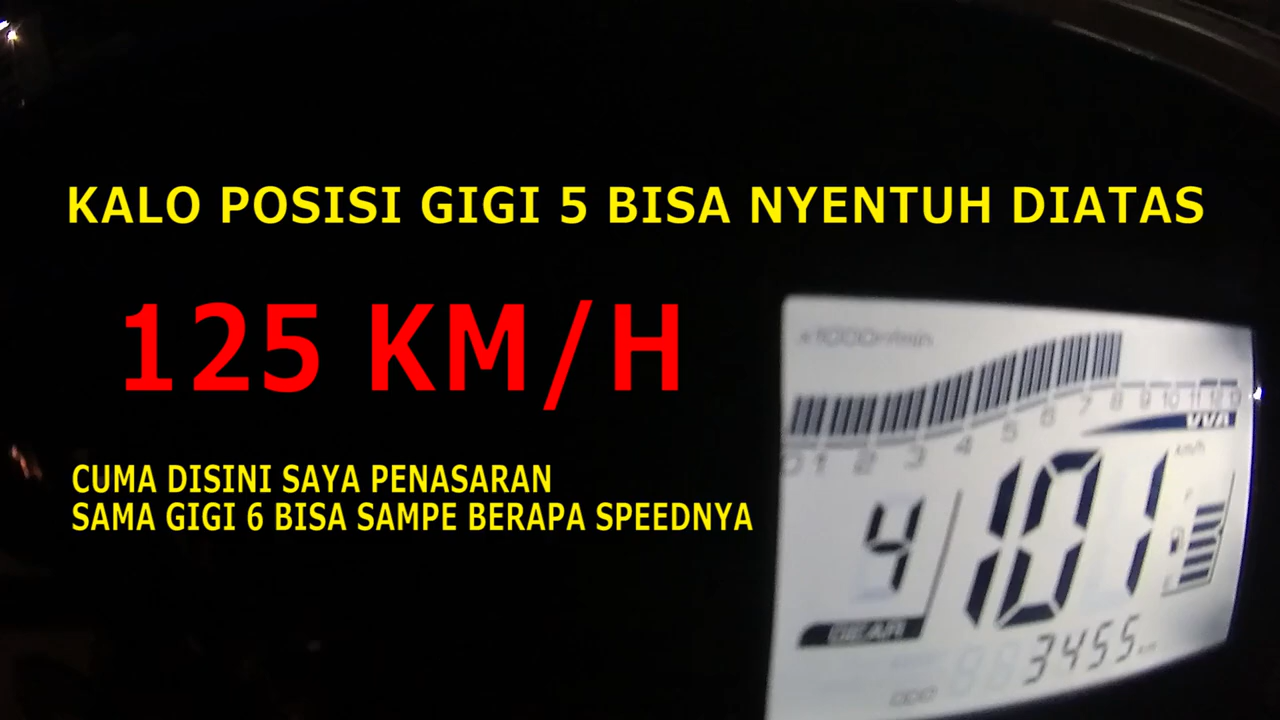 KALO POSISI GIGI 5 BISA NYENTUH DIATAS
125 KM/H
CUMA DISINI SAYA PENASARAN
SAMA GIGI 6 BISA SAMPE BERAPA SPEEDNYA
x1000r/min
0 1 2 3 4 5 6 7 8 9 10 11 12 13
VVA
km/h
4 101
F
E
GEAR
3455 km
ODO